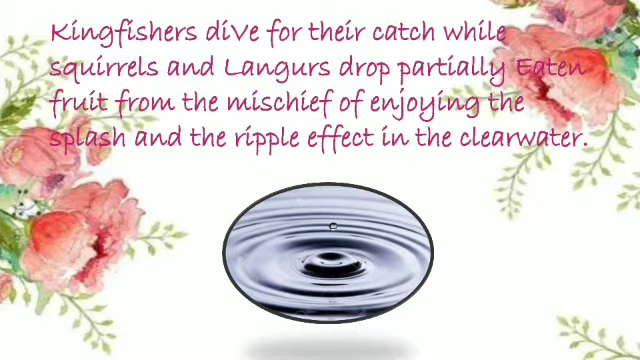 Kingfishers diVe for their catch while
squirrels and Langurs drop partially Eaten
fruit from the mischief of enjoying the
splash and the ripple effect in the clearwater.